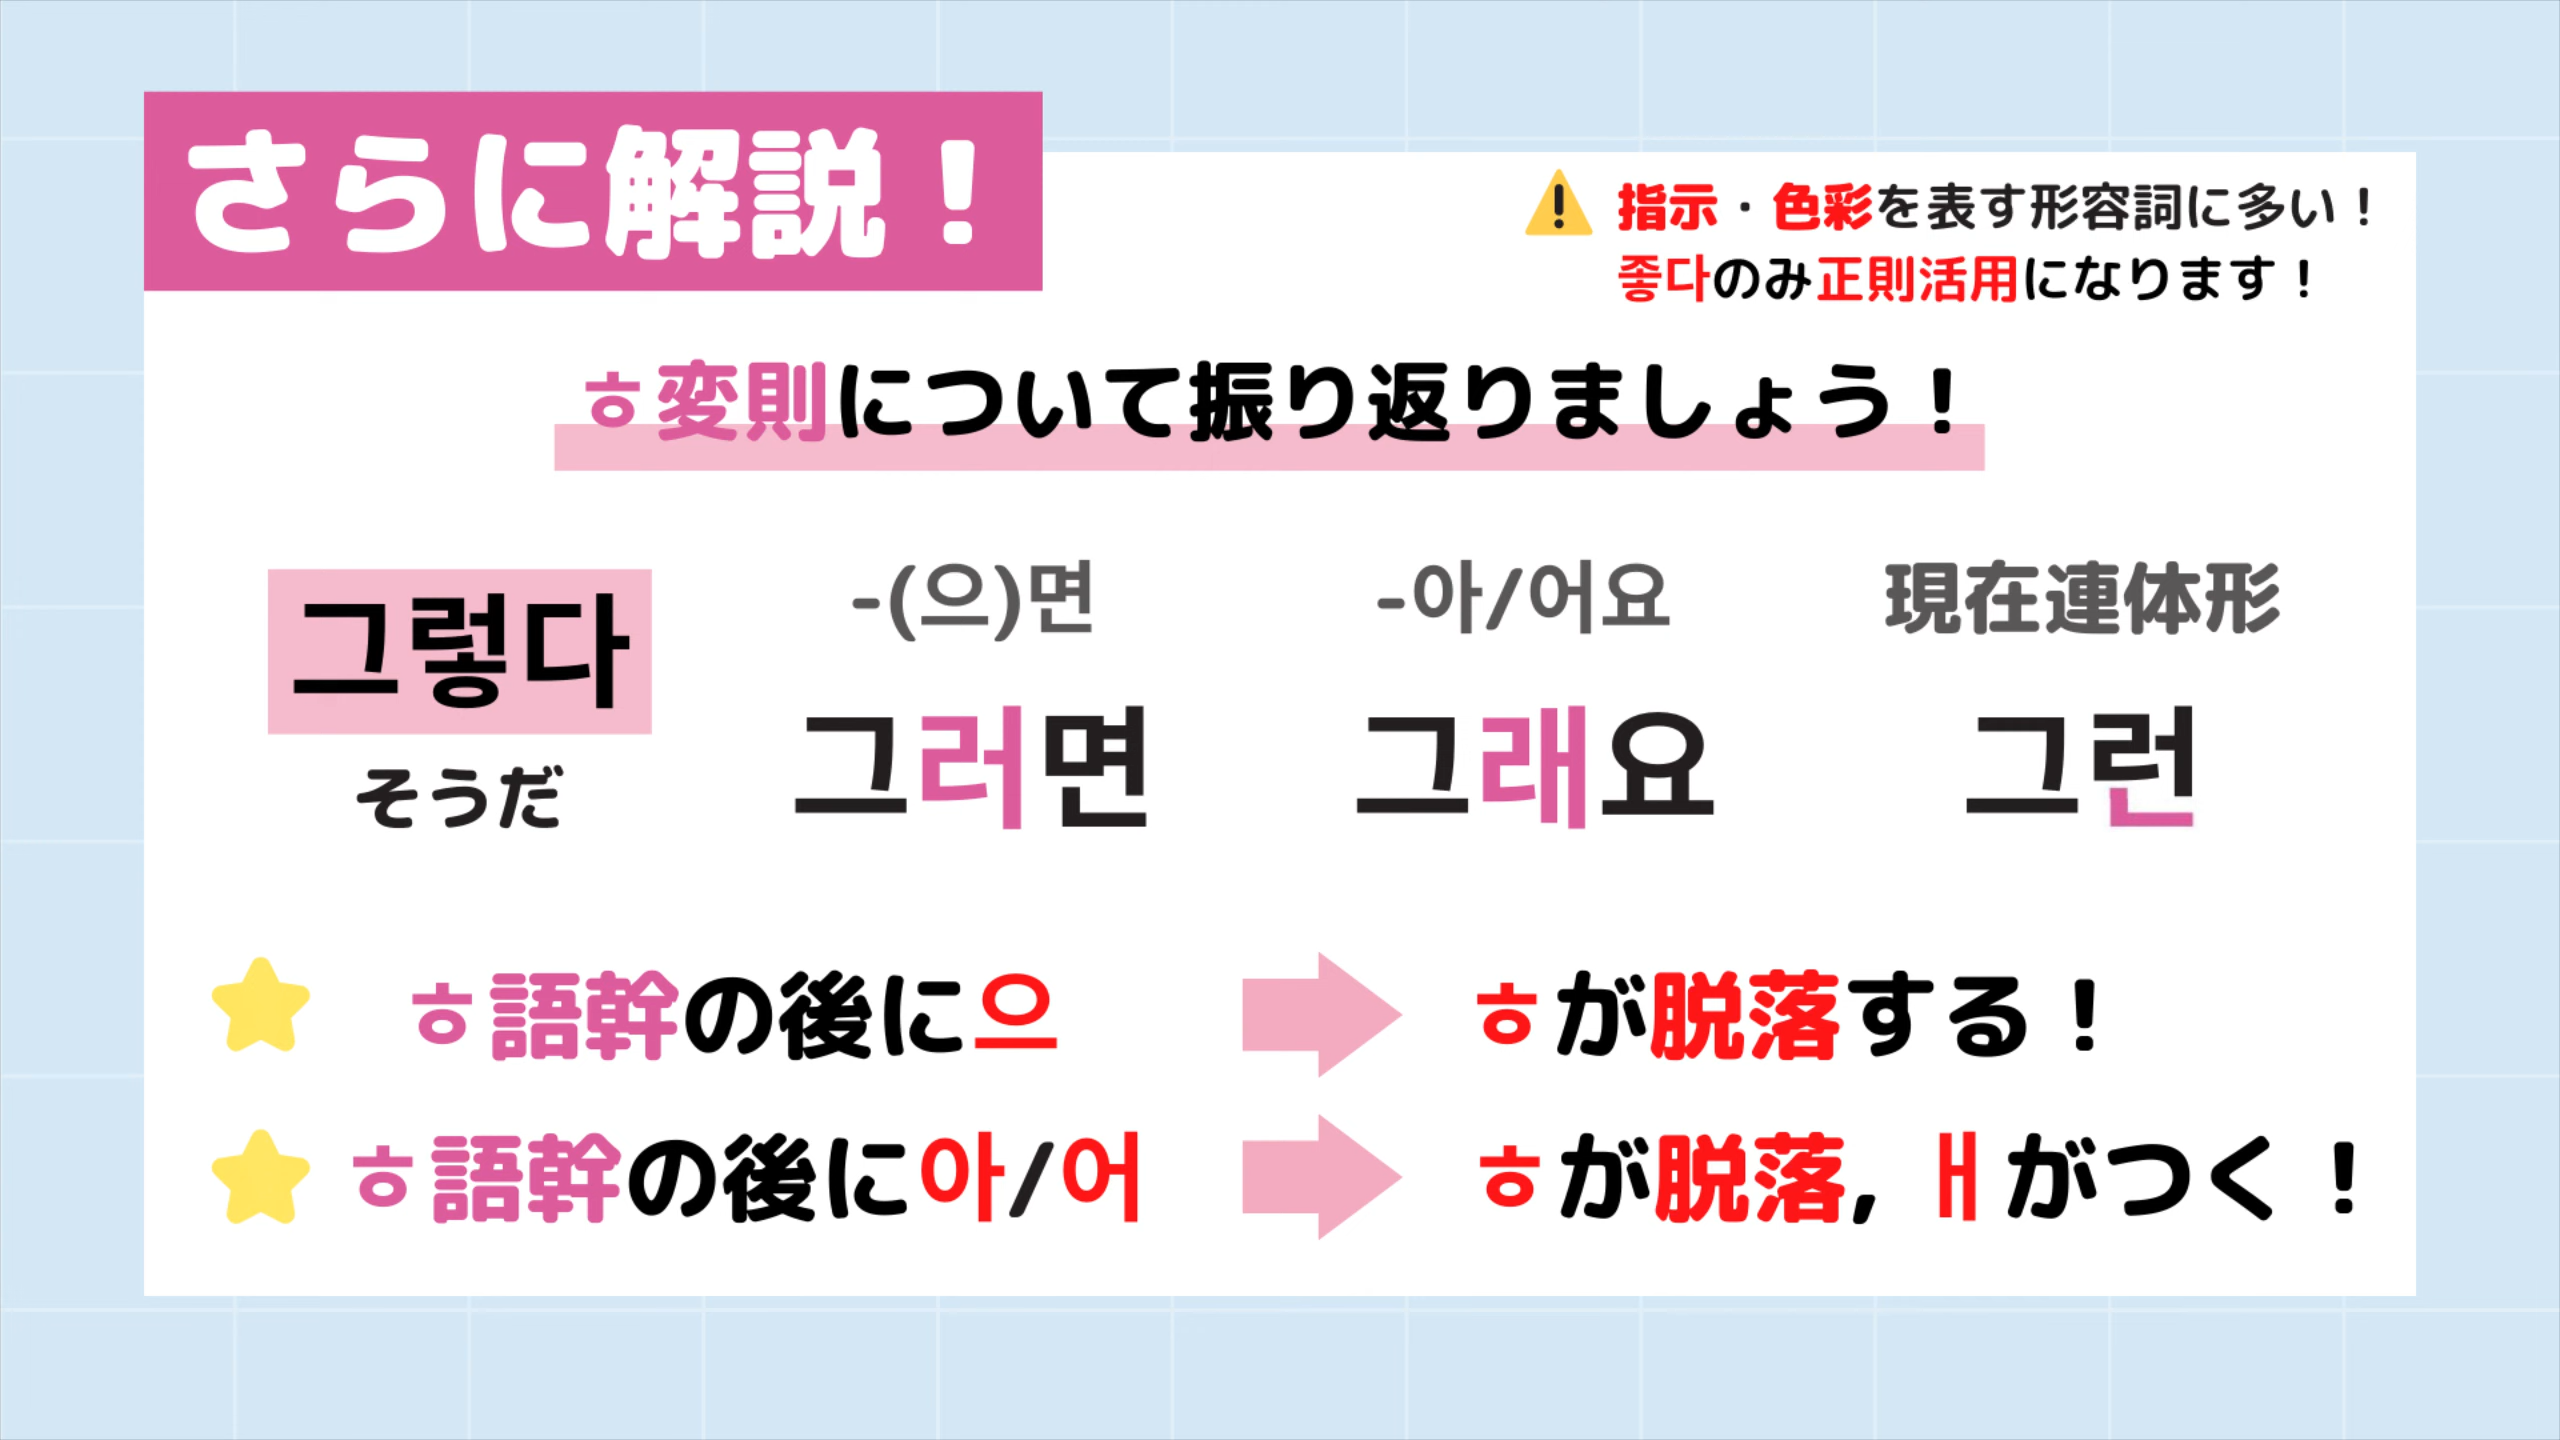 さらに解説！
指示・色彩を表す形容詞に多い！
좋다のみ正則活用になります！
ㅎ変則について振り返りましょう！
그렇다
そうだ
-(으)면
그러면
-아/어요
그래요
現在連体形
그런
ㅎ語幹の後に으
ㅎが脱落する！
ㅎ語幹の後に아/어
ㅎが脱落, ㅐがつく！